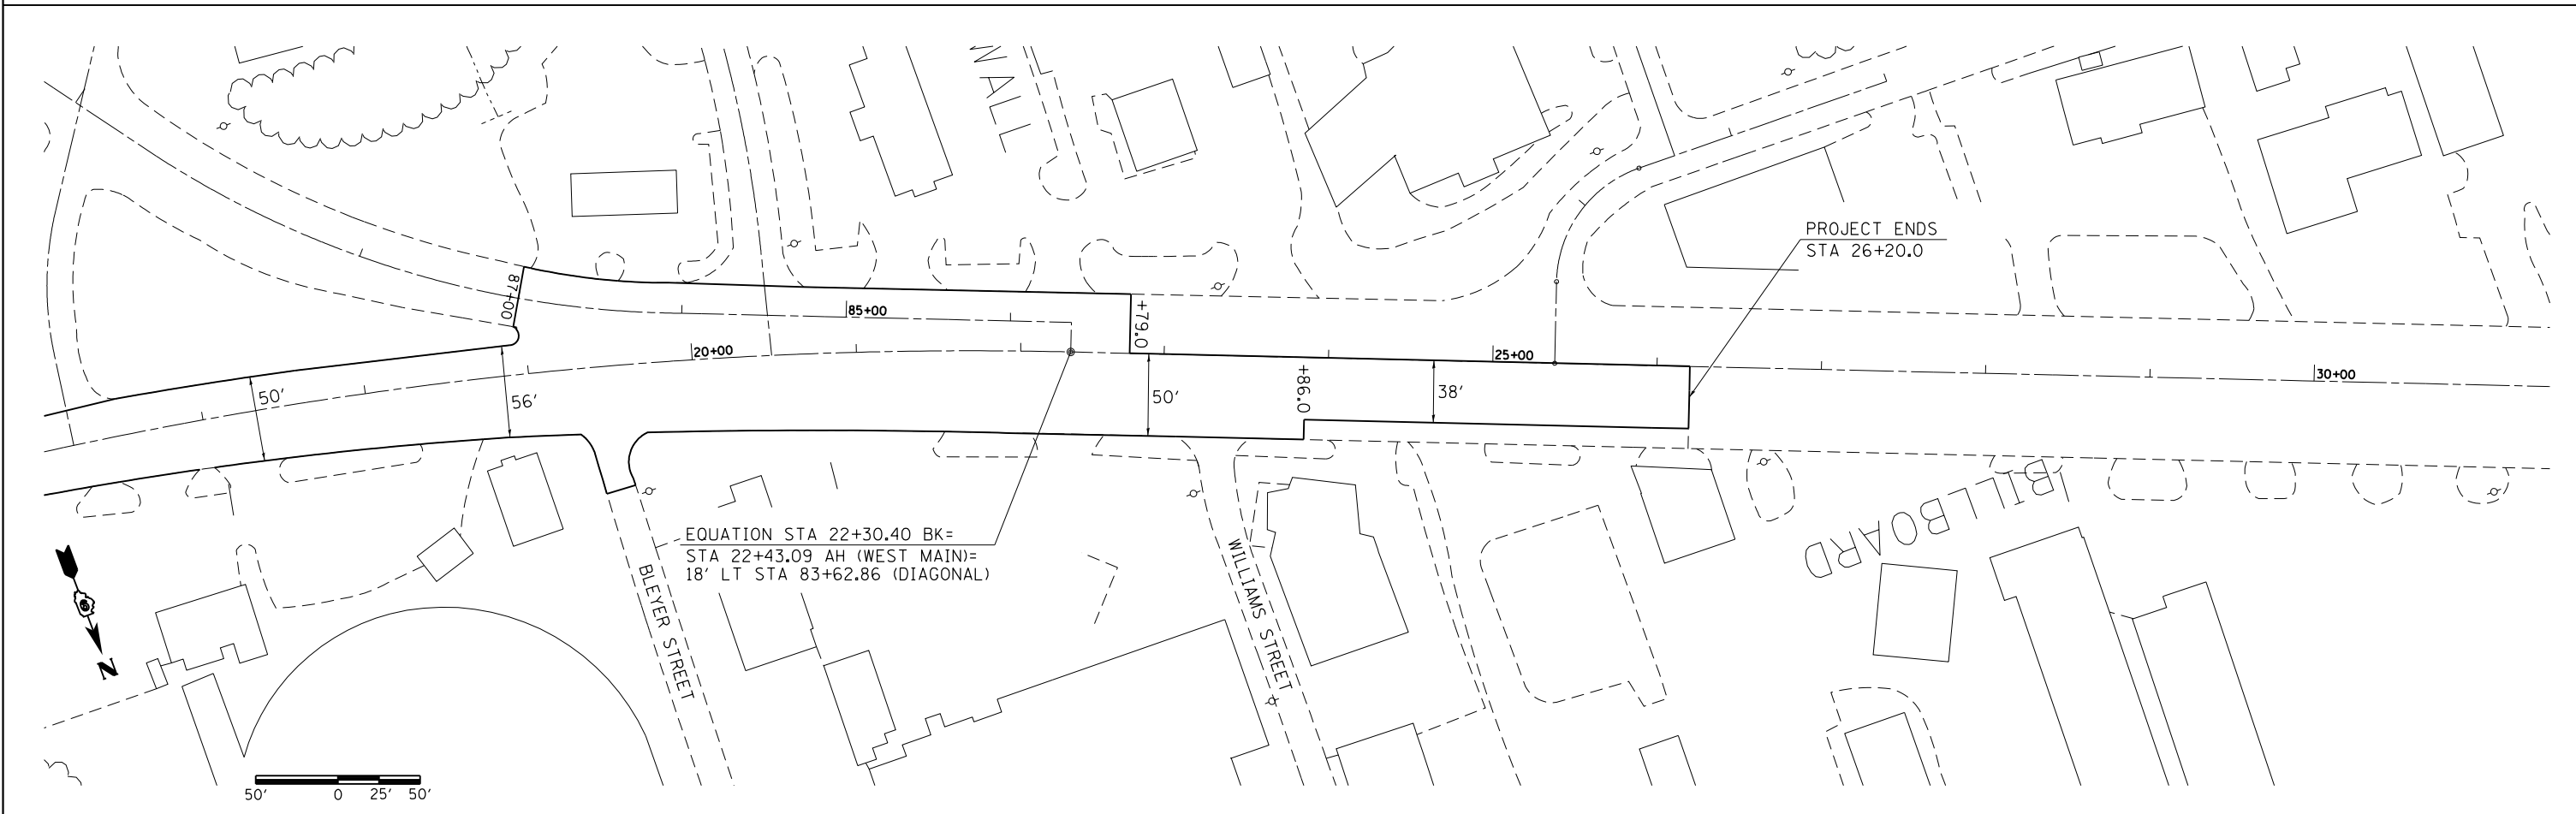 WALL
PROJECT ENDS
STA 26+20.0
87+00
85+00
+79.0
20+00
25+00
30+00
50'
56'
50'
+86.0
38'
EQUATION STA 22+30.40 BK=
STA 22+43.09 AH (WEST MAIN)=
18' LT STA 83+62.86 (DIAGONAL)
BLEYER STREET
WILLIAMS STREET
BILLBOARD
N
50' 0 25' 50'